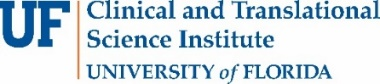 UF
Clinical and Translational
Science Institute
UNIVERSITY of FLORIDA